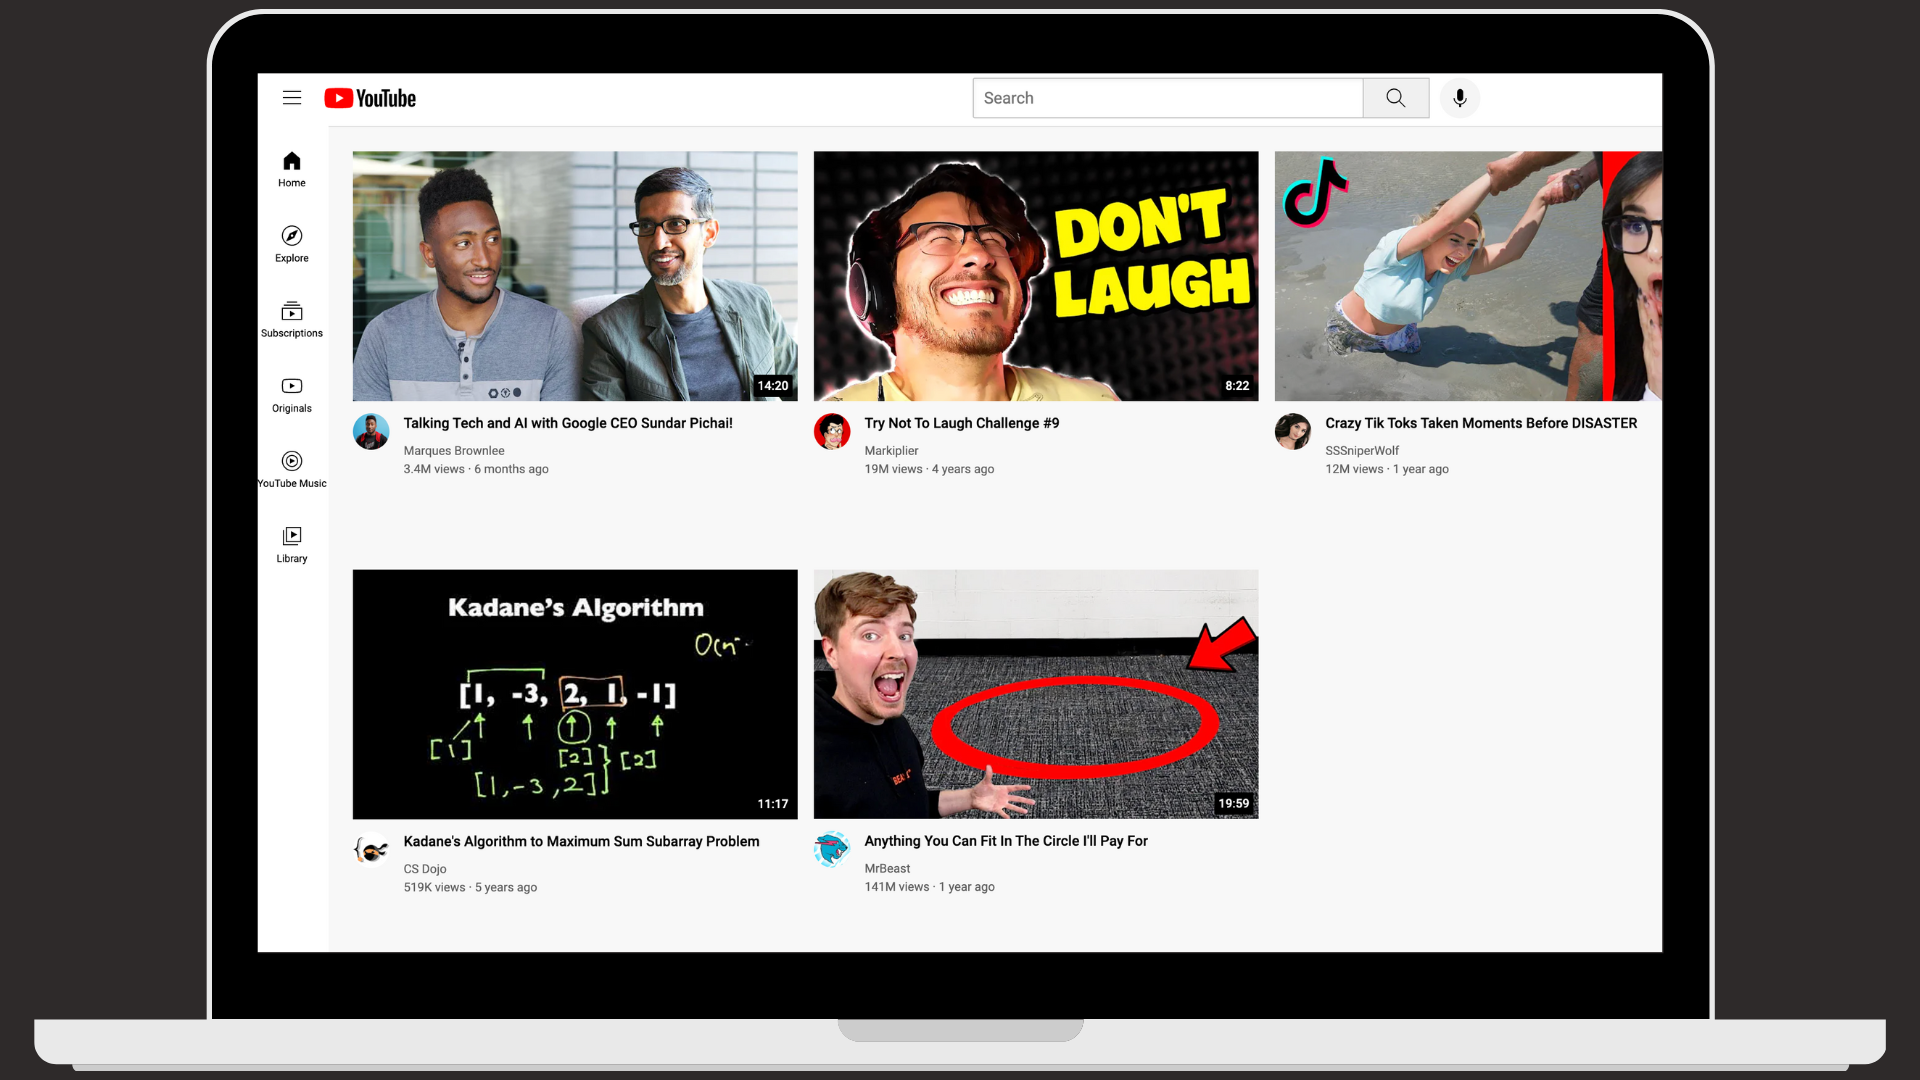 YouTube
Search
Home
Explore
Subscriptions
Originals
YouTube Music
Library
14:20
Talking Tech and AI with Google CEO Sundar Pichai!
Marques Brownlee
3.4M views · 6 months ago
DON'T
LAUGH
8:22
Try Not To Laugh Challenge #9
Markiplier
19M views · 4 years ago
Crazy Tik Toks Taken Moments Before DISASTER
SSSniperWolf
12M views · 1 year ago
Kadane's Algorithm
[1, -3, 2, 1, -1]
[1]
[2]
[2]
[1,-3,2]
11:17
Kadane's Algorithm to Maximum Sum Subarray Problem
CS Dojo
519K views · 5 years ago
19:59
Anything You Can Fit In The Circle I'll Pay For
MrBeast
141M views · 1 year ago